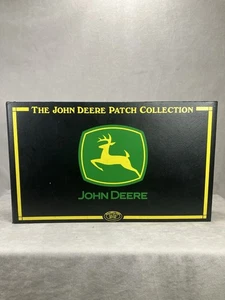 THE JOHN DEERE PATCH COLLECTION
JOHN DEERE